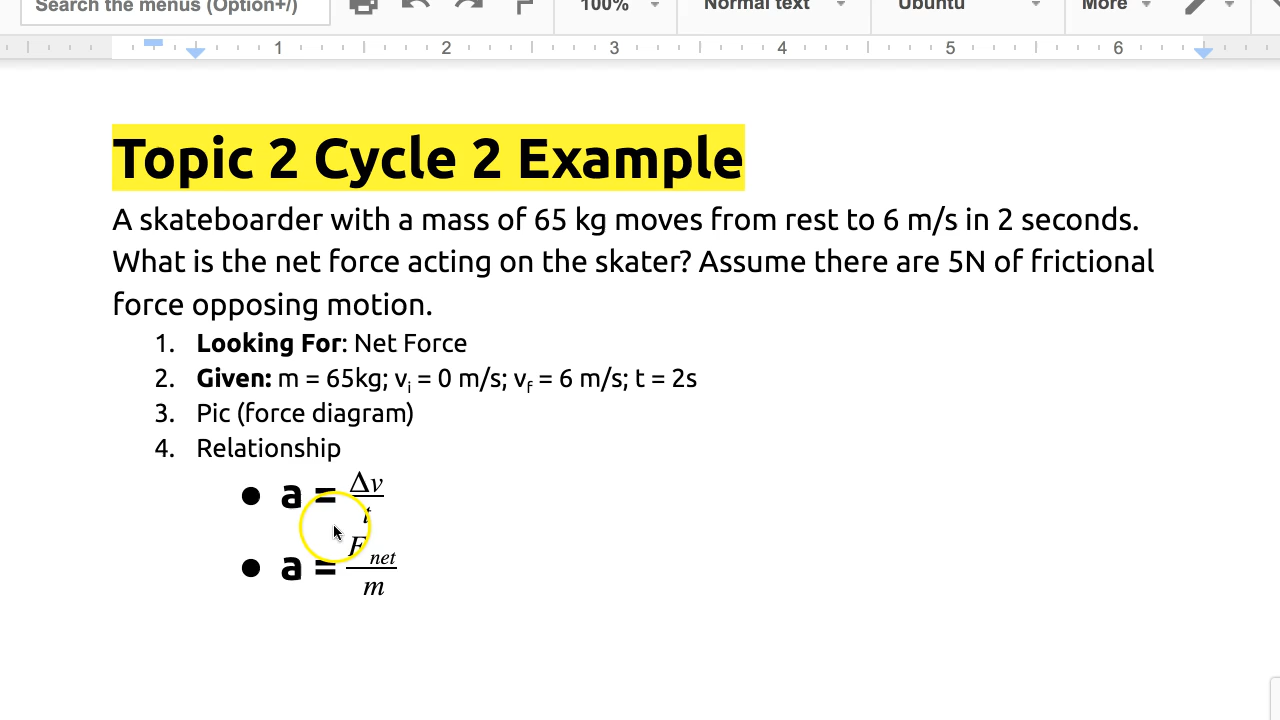 Search the menus (Option+/) 100% Normal text Ubuntu More
1 2 3 4 5 6
Topic 2 Cycle 2 Example
A skateboarder with a mass of 65 kg moves from rest to 6 m/s in 2 seconds.
What is the net force acting on the skater? Assume there are 5N of frictional
force opposing motion.
1. Looking For: Net Force
2. Given: m = 65kg; vᵢ = 0 m/s; v_f = 6 m/s; t = 2s
3. Pic (force diagram)
4. Relationship
● a = Δv/t
● a = F_net/m